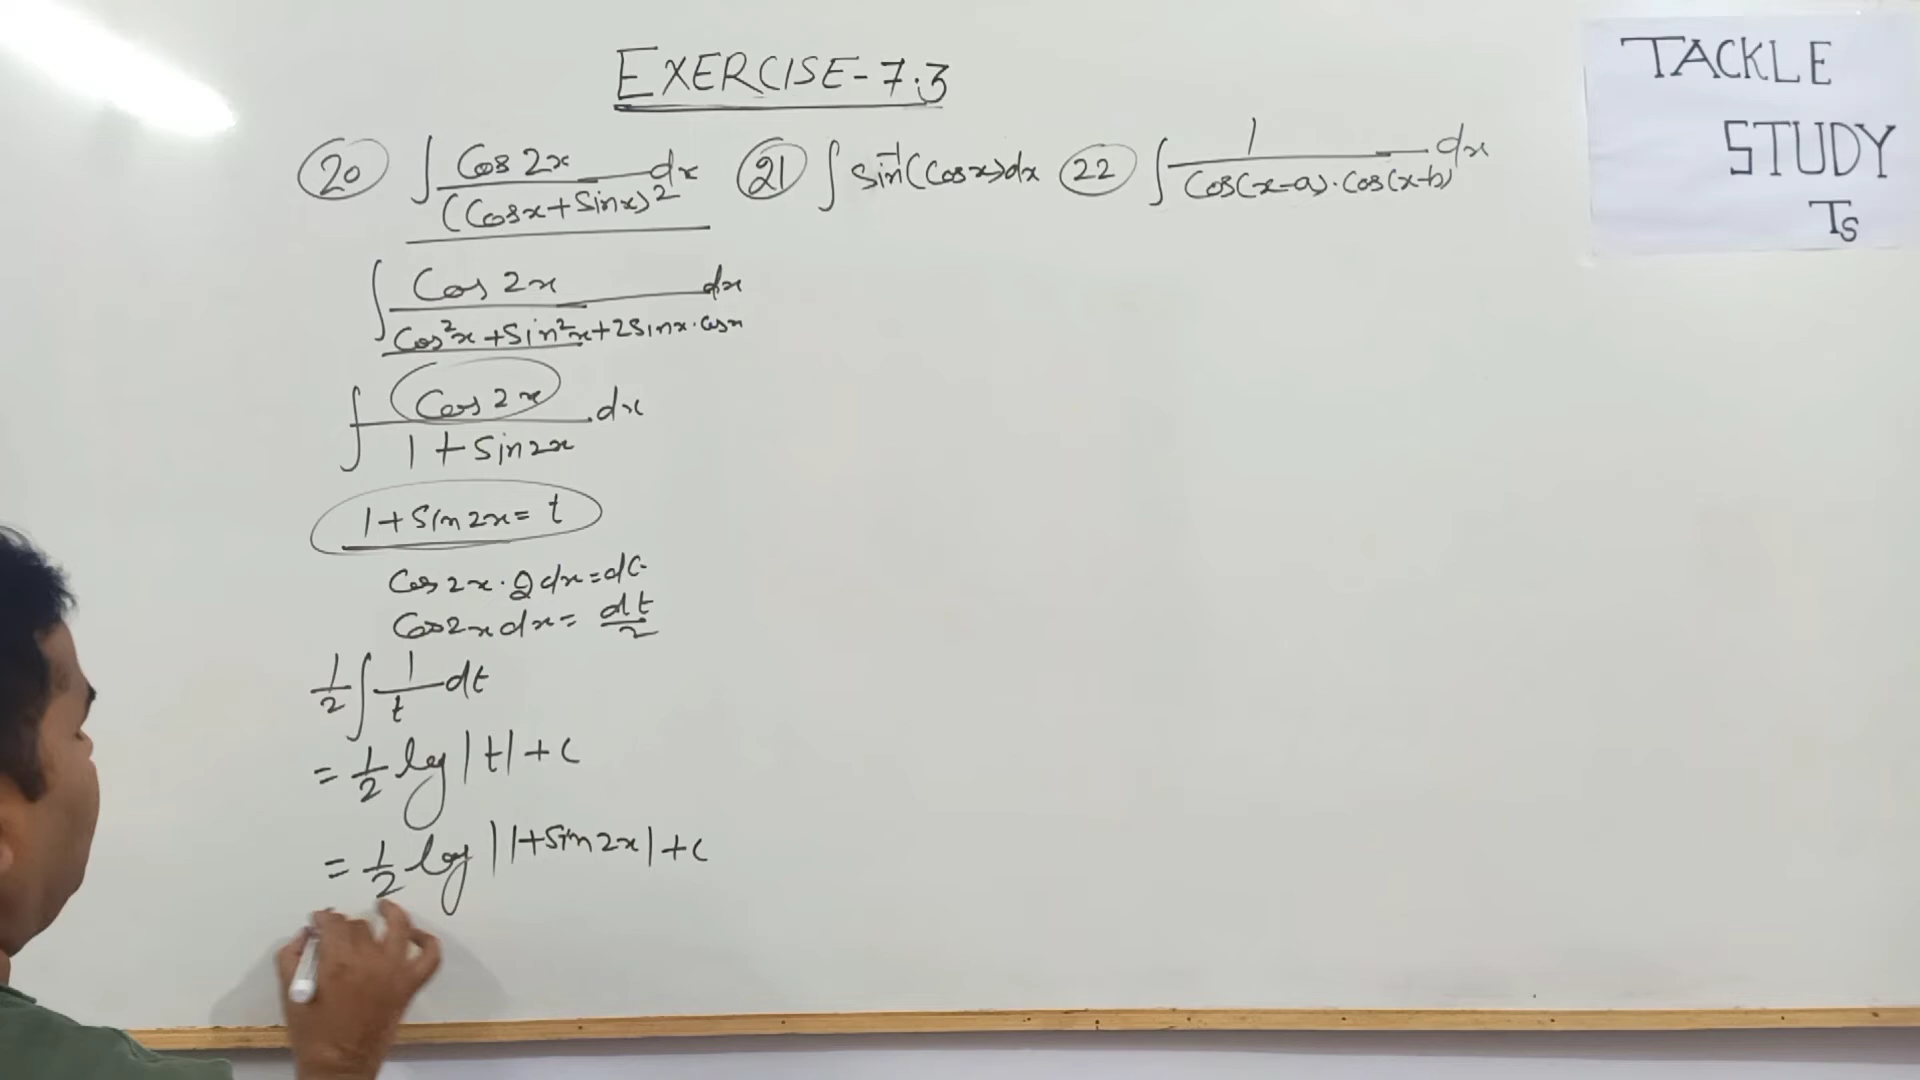 EXERCISE-7.3
TACKLE
STUDY
TS
20 ∫ Cos 2x / (Cosx+Sinx)² dx 21 ∫ Sin⁻¹(Cosx)dx 22 ∫ 1 / Cos(x-a)·Cos(x-b) dx
∫ Cos 2x / Cos²x+Sin²x+2Sinx·Cosx dx
∫ Cos 2x / 1+Sin2x dx
1+Sin2x= t
Cos2x·2dx=dt
Cos2xdx= dt/2
1/2 ∫ 1/t dt
= 1/2 log |t|+C
= 1/2 log |1+Sin2x|+C